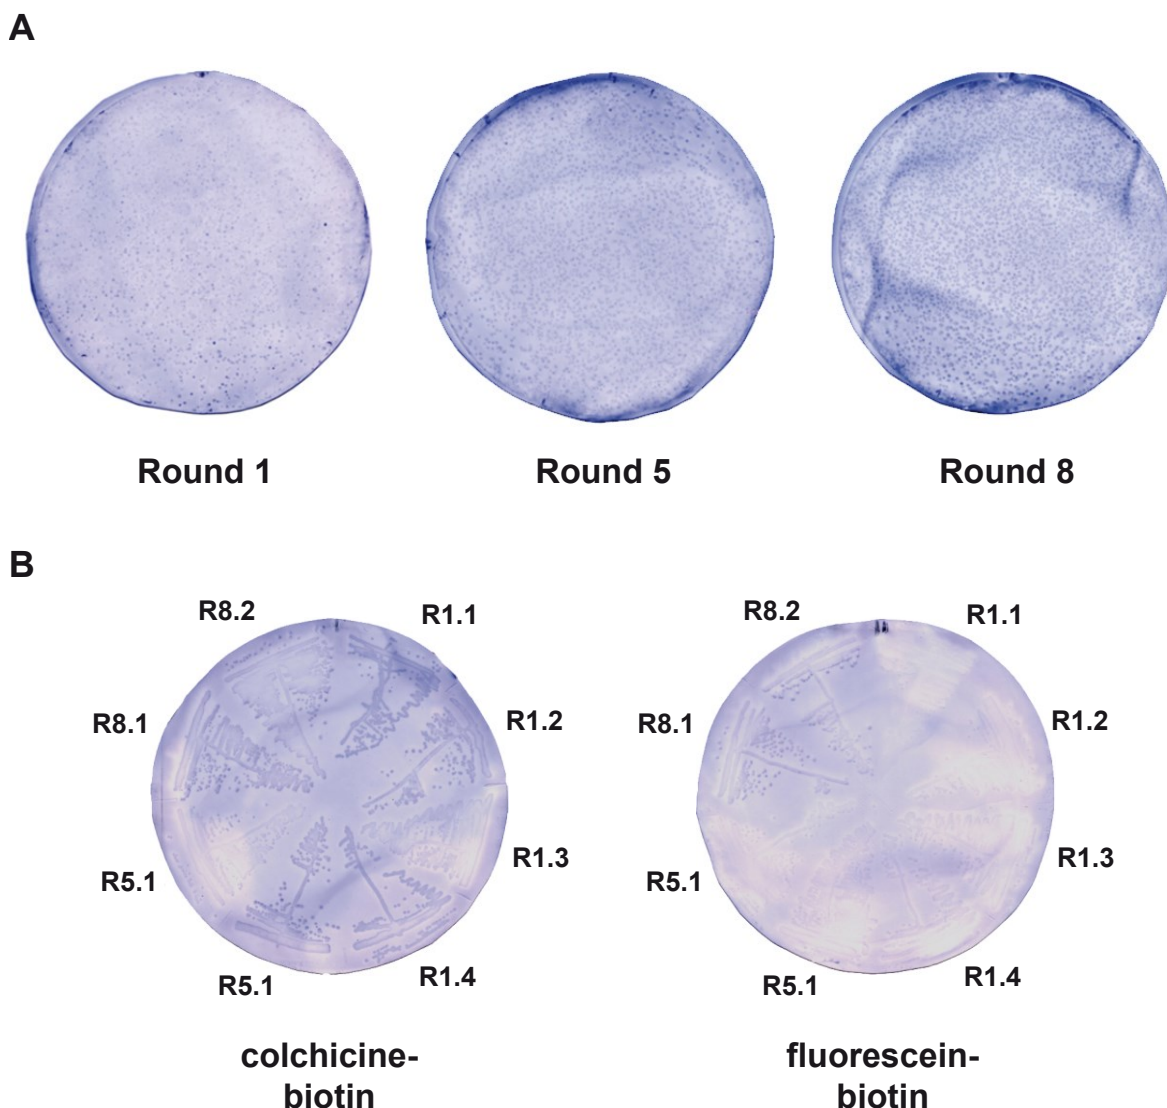 A
Round 1
Round 5
Round 8
B
R8.2
R1.1
R8.1
R1.2
R5.1
R1.3
R5.1
R1.4
colchicine-
biotin
R8.2
R1.1
R8.1
R1.2
R5.1
R1.3
R5.1
R1.4
fluorescein-
biotin